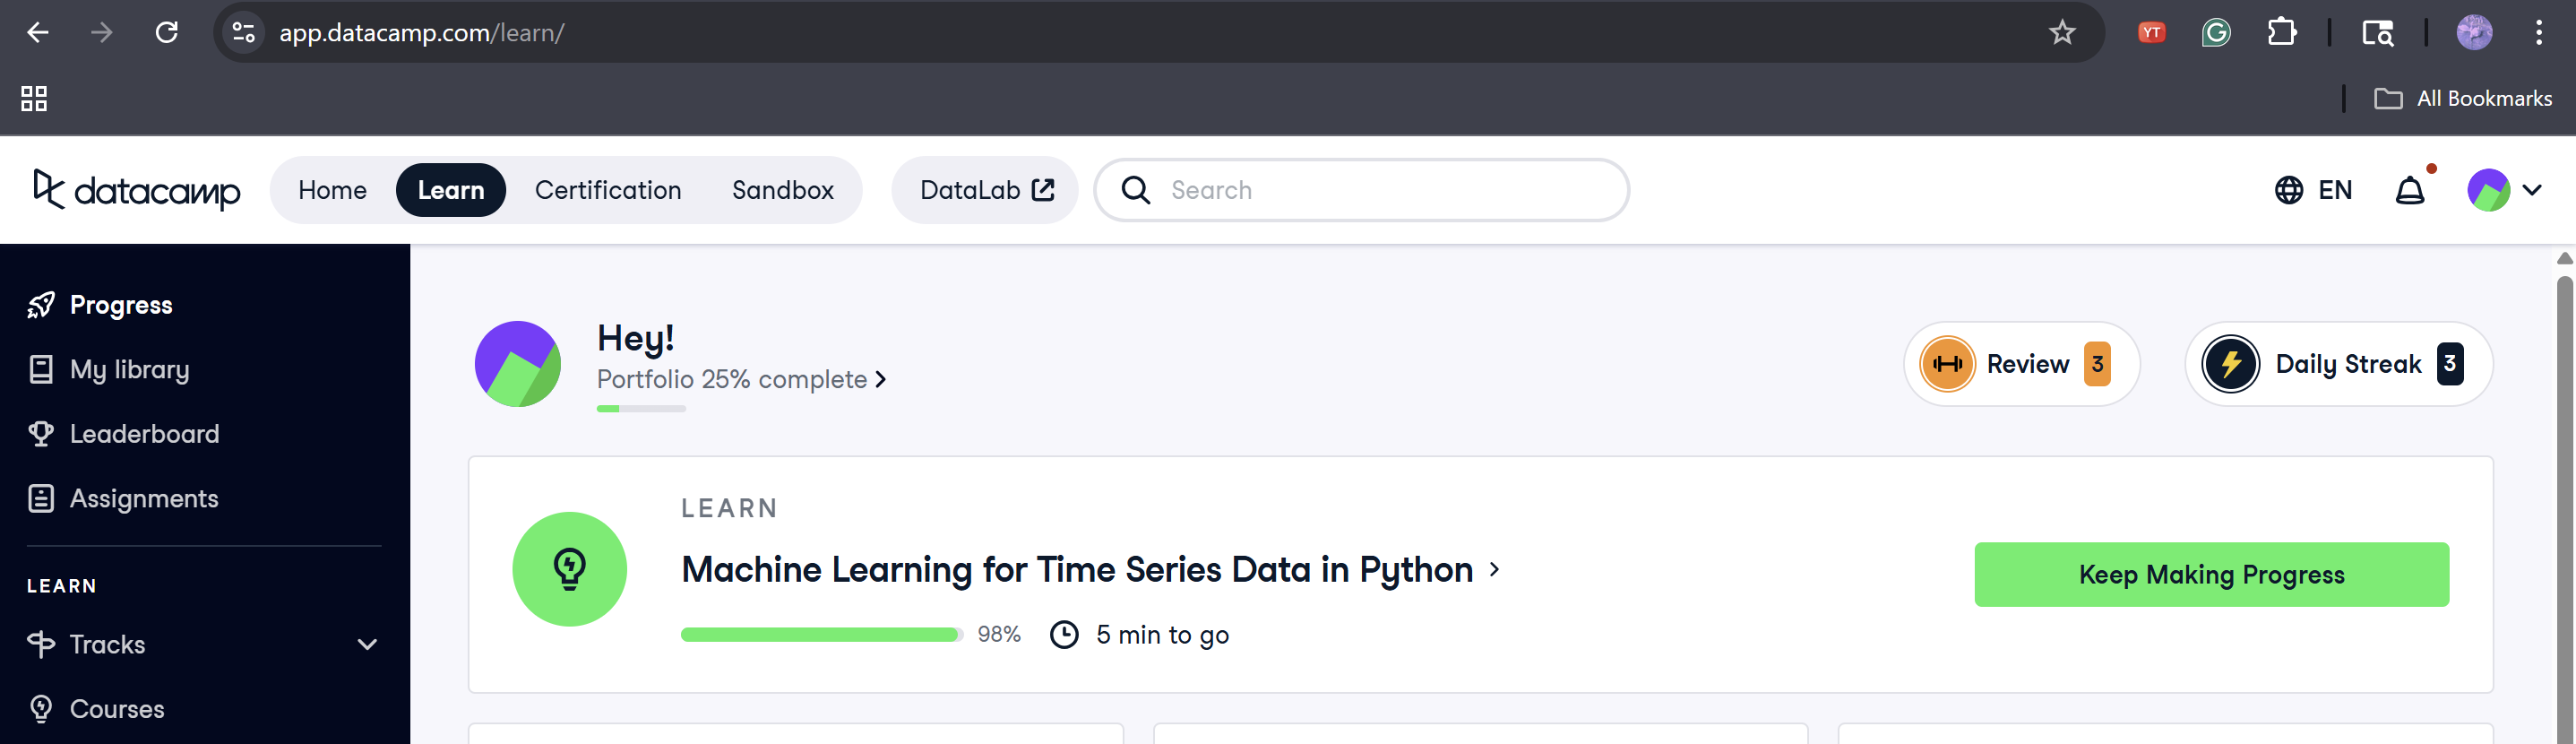 app.datacamp.com/learn/
YT
G
All Bookmarks
datacamp
Home Learn Certification Sandbox DataLab Search EN
Progress
My library
Leaderboard
Assignments
LEARN
Tracks
Courses
Hey!
Portfolio 25% complete
Review 3
Daily Streak 3
LEARN
Machine Learning for Time Series Data in Python
98% 5 min to go
Keep Making Progress